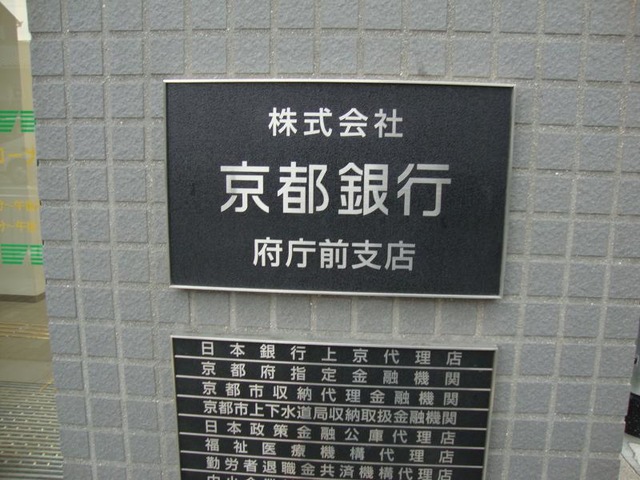 株式会社
京都銀行
府庁前支店
日本銀行上京代理店
京都府指定金融機関
京都市収納代理金融機関
京都市上下水道局収納取扱金融機関
日本政策金融公庫代理店
福祉医療機構代理店
勤労者退職金共済機構代理店